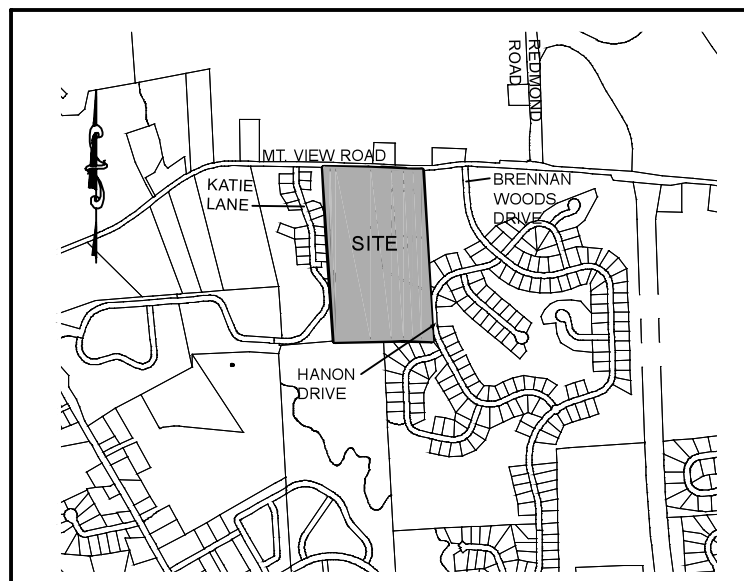 REDMOND
ROAD
MT. VIEW ROAD
KATIE
LANE
BRENNAN
WOODS
DRIVE
SITE
HANON
DRIVE